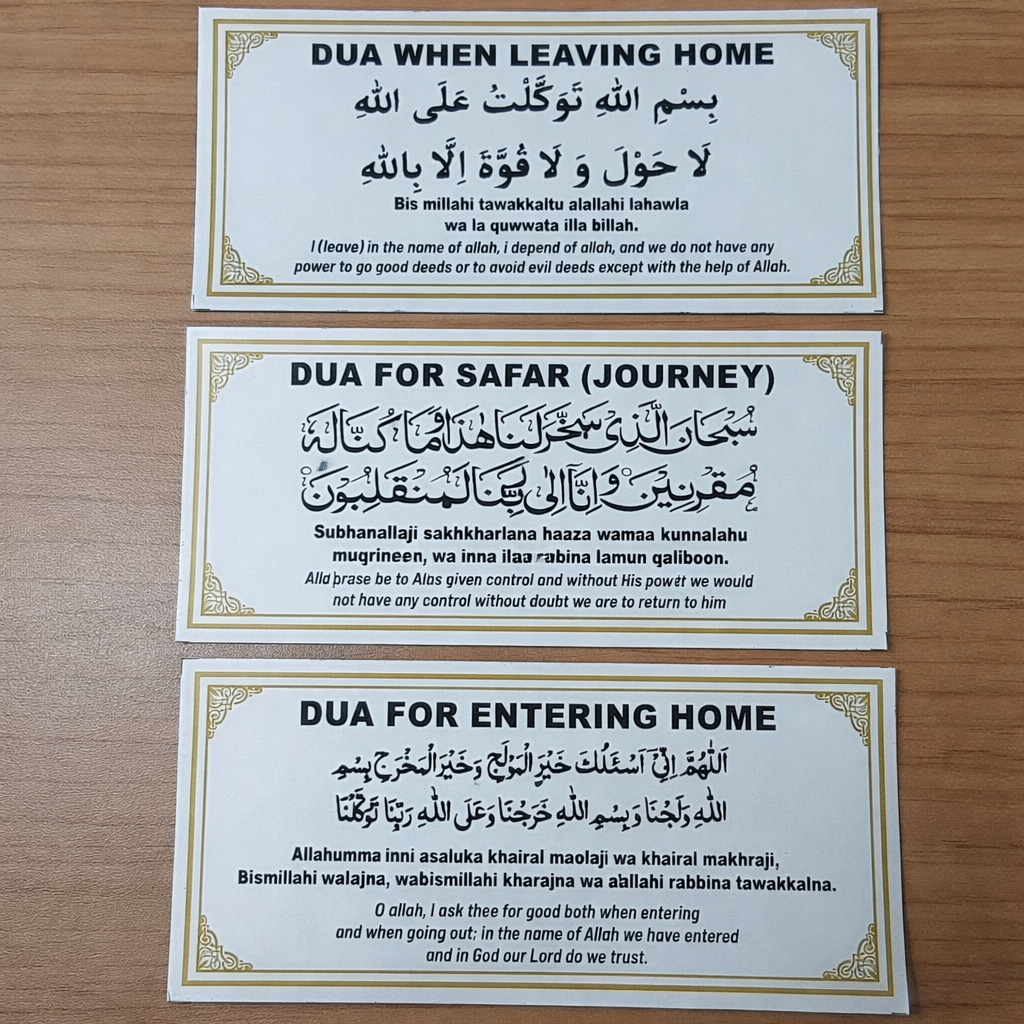 DUA WHEN LEAVING HOME
بِسْمِ اللهِ تَوَكَّلْتُ عَلَى اللهِ
لَا حَوْلَ وَ لَا قُوَّةَ اِلَّا بِاللهِ
Bis millahi tawakkaltu alallahi lahawla
wa la quwwata illa billah.
I (leave) in the name of allah, i depend of allah, and we do not have any
power to go good deeds or to avoid evil deeds except with the help of Allah.
DUA FOR SAFAR (JOURNEY)
سُبْحَانَ الَّذِىْ سَخَّرَ لَنَا هٰذَا وَمَا كُنَّا لَهٗ
مُقْرِنِيْنَ وَاِنَّآ اِلٰى رَبِّنَا لَمُنْقَلِبُوْنَ
Subhanallaji sakhkharlana haaza wamaa kunnalahu
muqrineen, wa inna ilaa rabina lamun qaliboon.
Alla prase be to Alas given control and without His power we would
not have any control without doubt we are to return to him
DUA FOR ENTERING HOME
اَللّٰهُمَّ اِنِّيْٓ اَسْئَلُكَ خَيْرَ الْمَوْلَجِ وَخَيْرَ الْمَخْرَجِ بِسْمِ
اللّٰهِ وَلَجْنَا وَبِسْمِ اللّٰهِ خَرَجْنَا وَعَلَى اللّٰهِ رَبِّنَا تَوَكَّلْنَا
Allahumma inni asaluka khairal maolaji wa khairal makhraji,
Bismillahi walajna, wabismillahi kharajna wa alallahi rabbina tawakkalna.
O allah, I ask thee for good both when entering
and when going out; in the name of Allah we have entered
and in God our Lord do we trust.